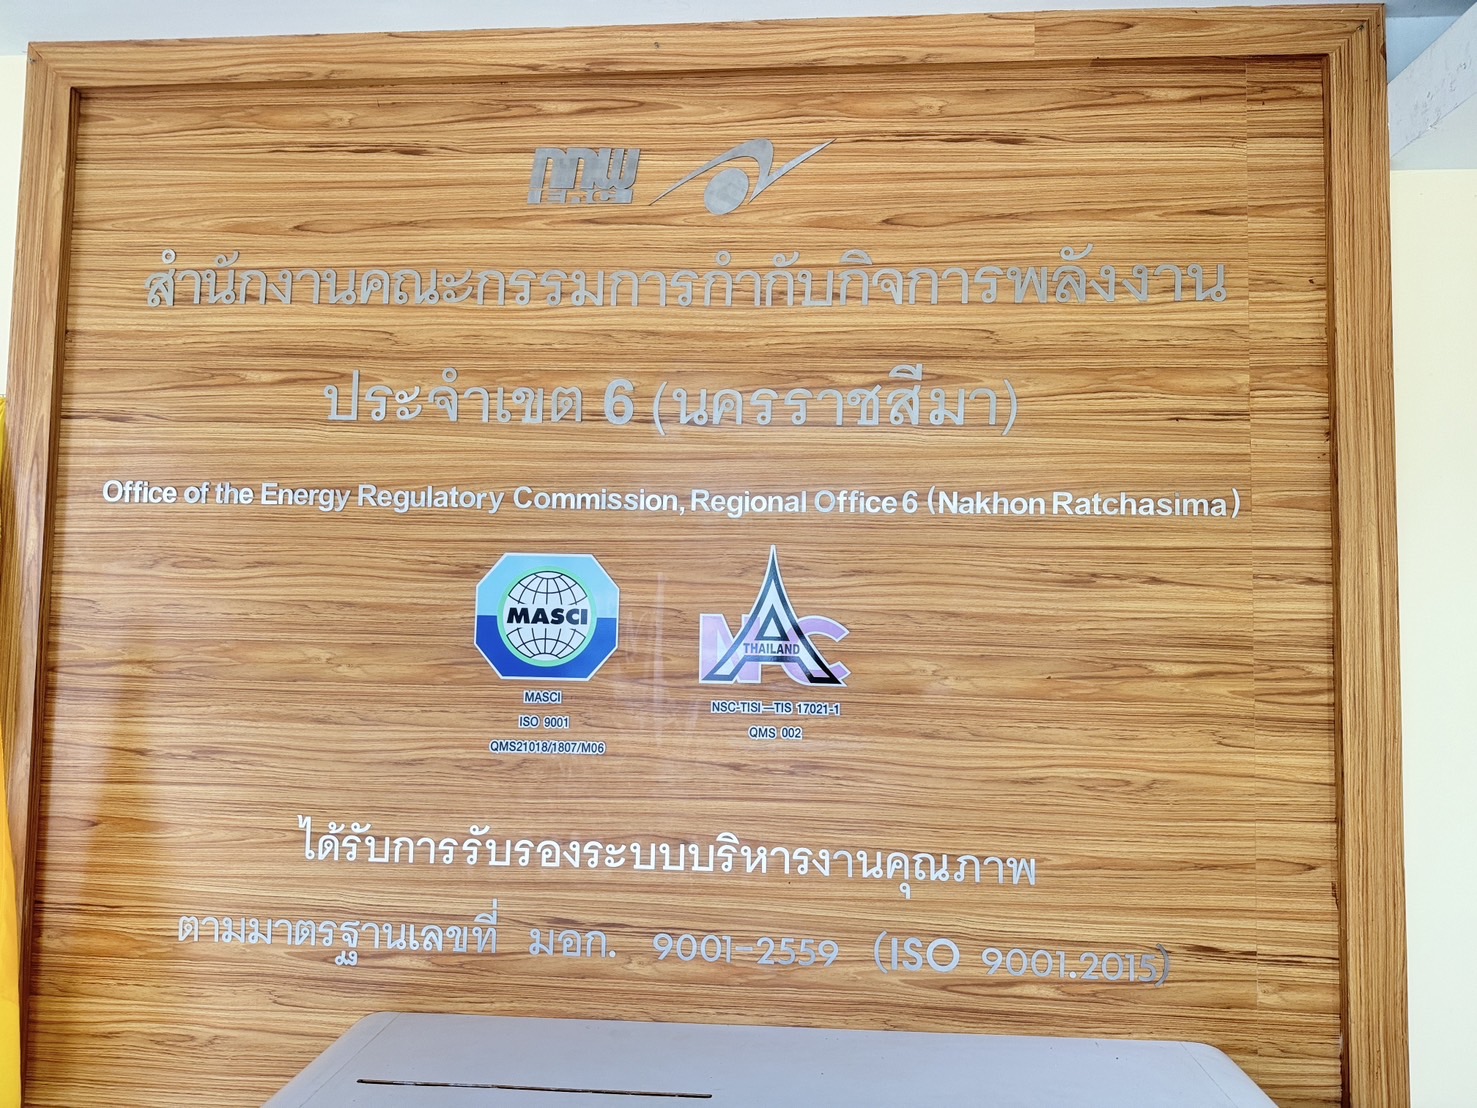 กกพ
สำนักงานคณะกรรมการกำกับกิจการพลังงาน
ประจำเขต 6 (นครราชสีมา)
Office of the Energy Regulatory Commission, Regional Office 6 (Nakhon Ratchasima)
MASCI
NAC
THAILAND
MASCI
ISO 9001
QMS21018/1807/M06
NSC-TISI—TIS 17021-1
QMS 002
ได้รับการรับรองระบบบริหารงานคุณภาพ
ตามมาตรฐานเลขที่ มอก. 9001-2559 (ISO 9001.2015)